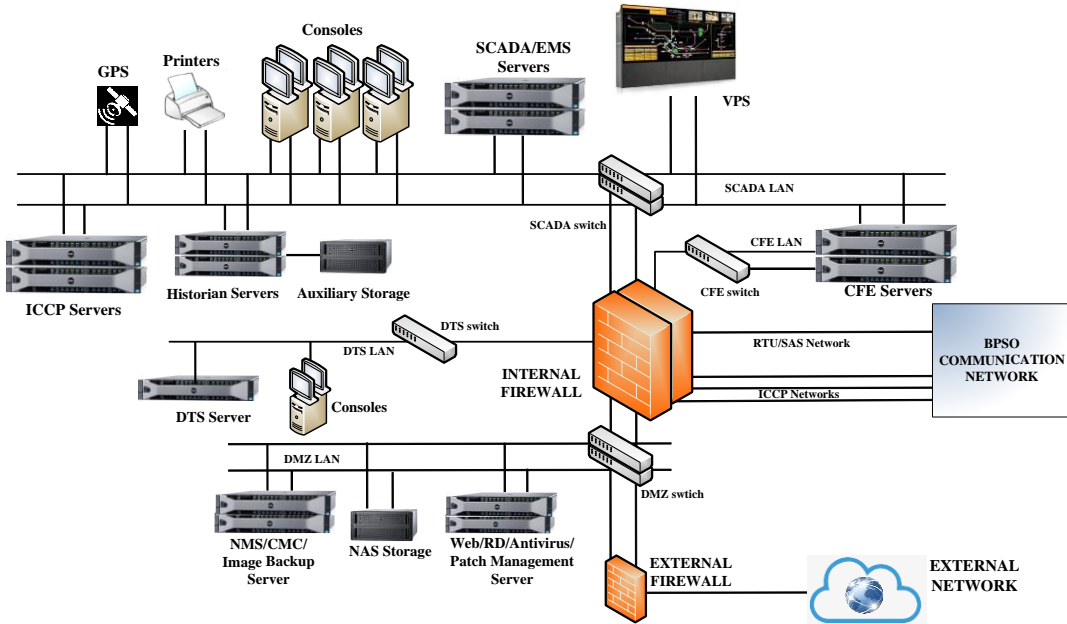 Consoles
SCADA/EMS
Servers
Printers
GPS
VPS
SCADA LAN
SCADA switch
CFE LAN
CFE switch
CFE Servers
ICCP Servers
Historian Servers
Auxiliary Storage
DTS switch
DTS LAN
INTERNAL
FIREWALL
RTU/SAS Network
ICCP Networks
BPSO
COMMUNICATION
NETWORK
DTS Server
Consoles
DMZ LAN
DMZ swtich
NMS/CMC/
Image Backup
Server
NAS Storage
Web/RD/Antivirus/
Patch Management
Server
EXTERNAL
FIREWALL
EXTERNAL
NETWORK